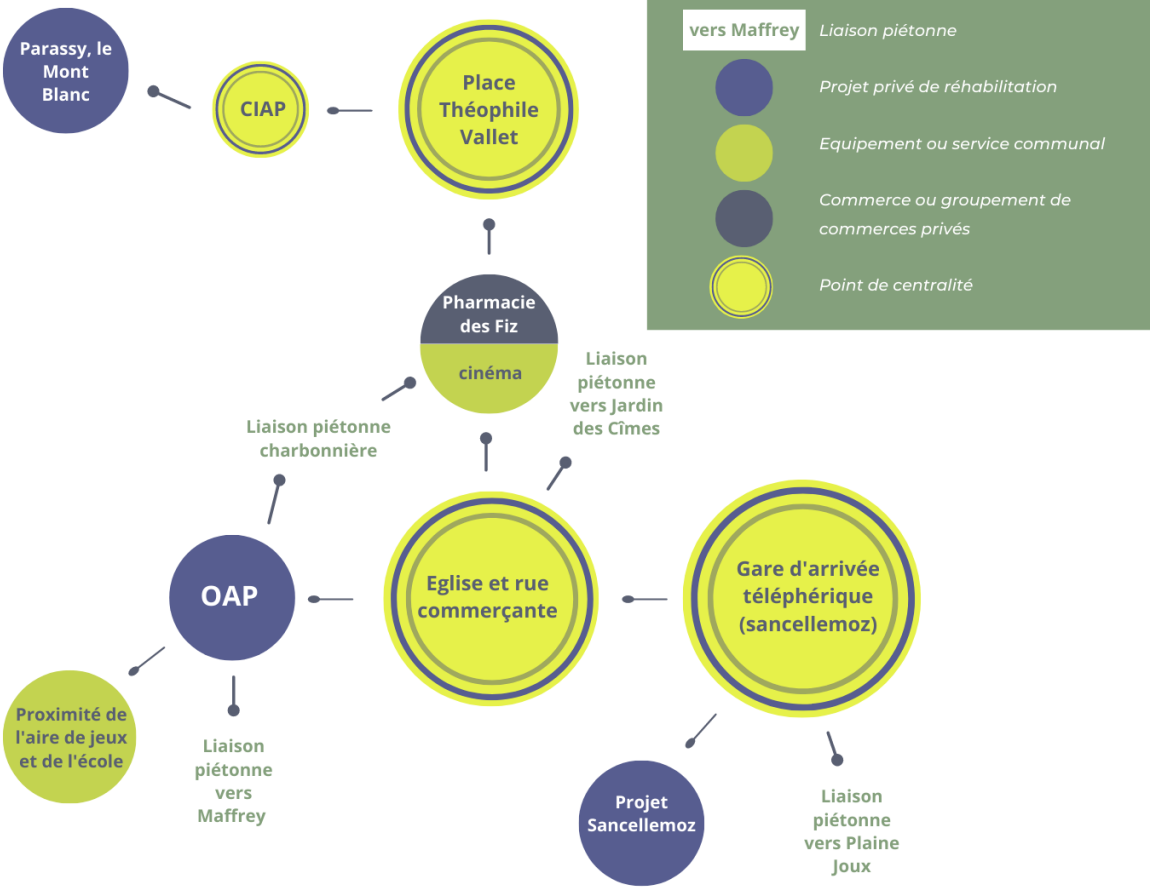 Parassy, le
Mont
Blanc
CIAP
Place
Théophile
Vallet
vers Maffrey
Liaison piétonne
Projet privé de réhabilitation
Equipement ou service communal
Commerce ou groupement de
commerces privés
Point de centralité
Pharmacie
des Fiz
cinéma
Liaison
piétonne
vers Jardin
des Cîmes
Liaison piétonne
charbonnière
OAP
Eglise et rue
commerçante
Gare d'arrivée
téléphérique
(sancellemoz)
Proximité de
l'aire de jeux
et de l'école
Liaison
piétonne
vers
Maffrey
Projet
Sancellemoz
Liaison
piétonne
vers Plaine
Joux